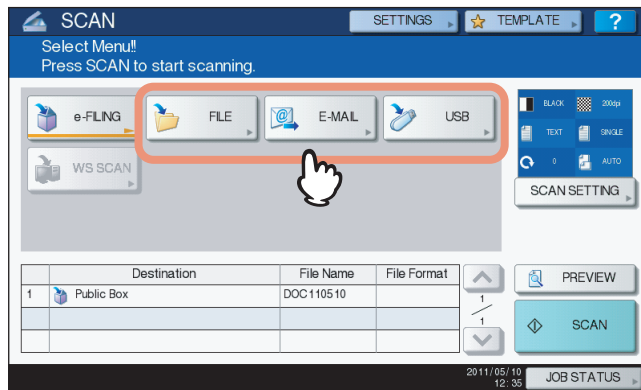 SCAN
SETTINGS
TEMPLATE
?
Select Menu!!
Press SCAN to start scanning.
e-FILING
FILE
E-MAIL
USB
WS SCAN
BLACK
200dpi
TEXT
SINGLE
0
AUTO
SCAN SETTING
Destination File Name File Format
1 Public Box DOC110510
1
1
PREVIEW
SCAN
2011/05/10
12:35
JOB STATUS